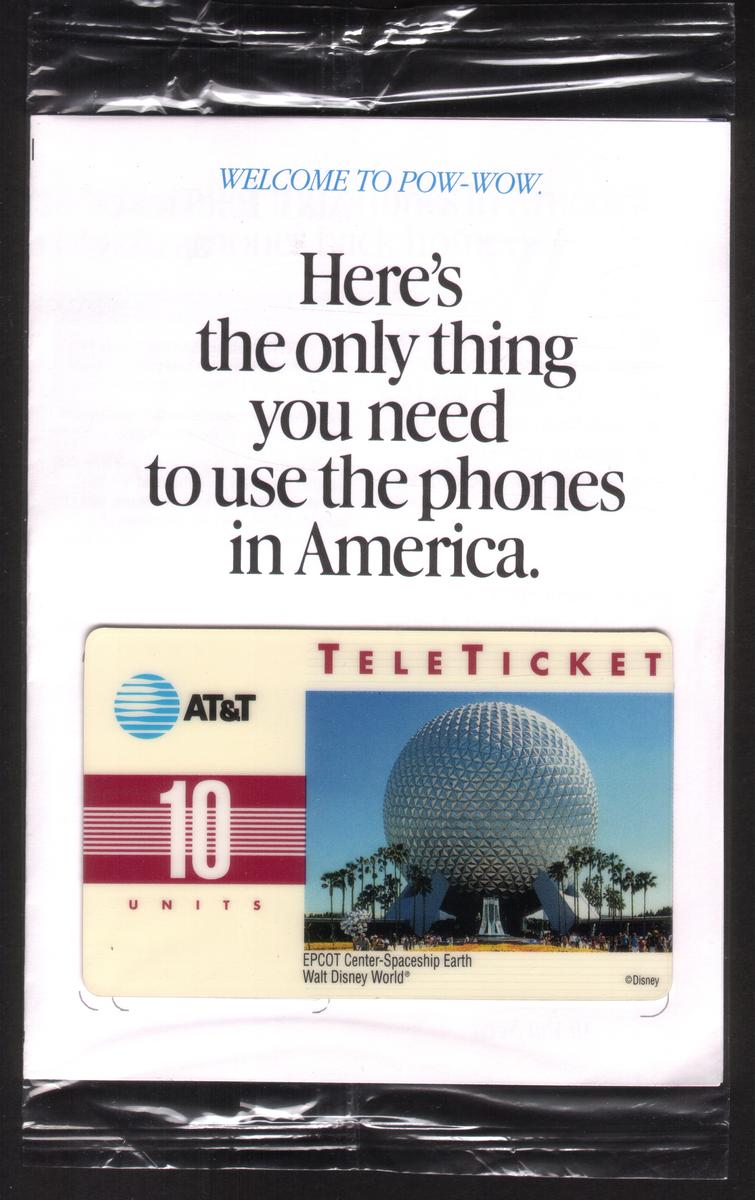 WELCOME TO POW-WOW.
Here's
the only thing
you need
to use the phones
in America.
TELETICKET
AT&T
10
UNITS
EPCOT Center-Spaceship Earth
Walt Disney World®
©Disney